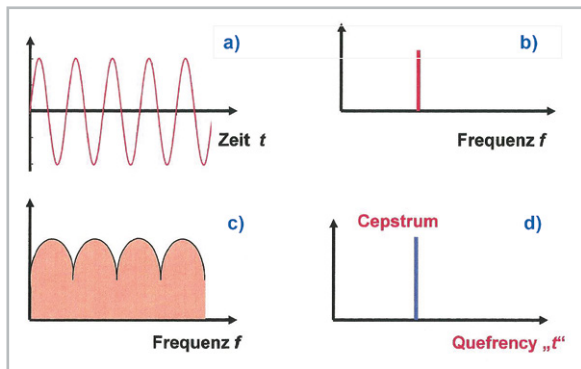 a)
Zeit t
b)
Frequenz f
c)
Frequenz f
Cepstrum
d)
Quefrency „t“